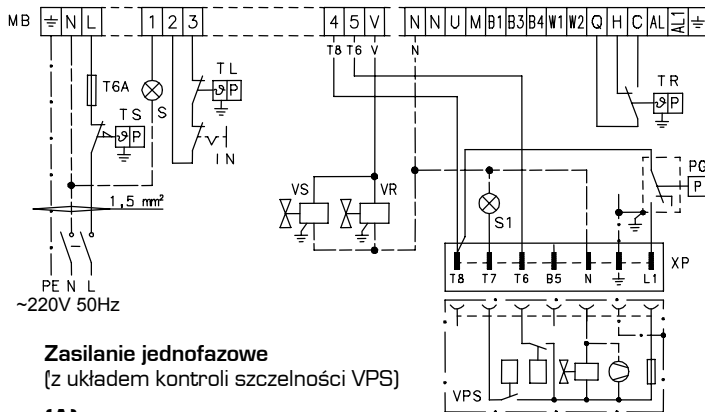 MB ⏚ N L 1 2 3 4 5 V N N U M B1 B3 B4 W1 W2 Q H C AL AL1 ⏚
T8 T6 V N
T6A S TL
ϑ P
TS ϑ P
IN
TR
ϑ P
VS VR
S1
PG
P
1,5 mm²
T8 T7 T6 B5 N ⏚ L1 XP
PE N L
~220V 50Hz
VPS
Zasilanie jednofazowe
(z układem kontroli szczelności VPS)